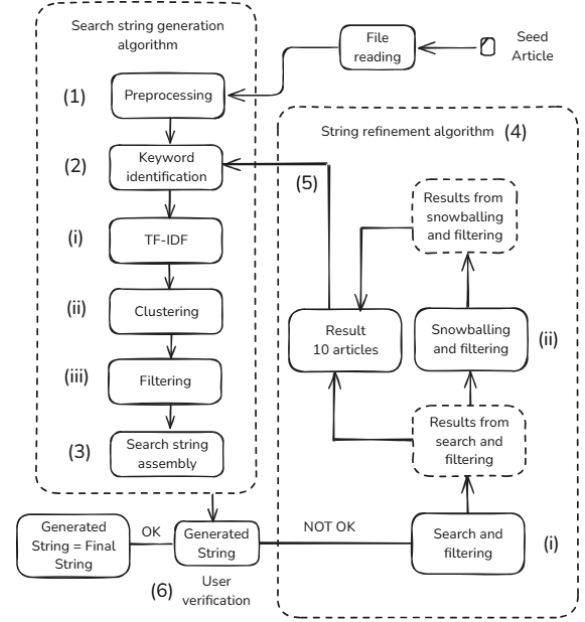 Search string generation
algorithm
File
reading
Seed
Article
(1)
Preprocessing
String refinement algorithm (4)
(2)
Keyword
identification
(5)
Results from
snowballing
and filtering
(i)
TF-IDF
(ii)
Clustering
Result
10 articles
Snowballing
and filtering
(ii)
(iii)
Filtering
(3)
Search string
assembly
Results from
search and
filtering
Generated
String = Final
String
OK
Generated
String
NOT OK
Search and
filtering
(i)
(6)
User
verification